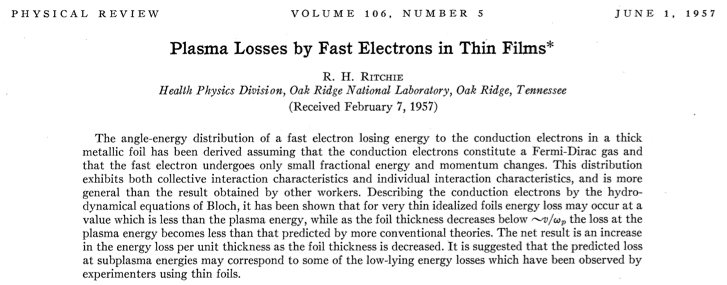 PHYSICAL REVIEW VOLUME 106, NUMBER 5 JUNE 1, 1957
Plasma Losses by Fast Electrons in Thin Films*
R. H. RITCHIE
Health Physics Division, Oak Ridge National Laboratory, Oak Ridge, Tennessee
(Received February 7, 1957)
The angle-energy distribution of a fast electron losing energy to the conduction electrons in a thick
metallic foil has been derived assuming that the conduction electrons constitute a Fermi-Dirac gas and
that the fast electron undergoes only small fractional energy and momentum changes. This distribution
exhibits both collective interaction characteristics and individual interaction characteristics, and is more
general than the result obtained by other workers. Describing the conduction electrons by the hydro-
dynamical equations of Bloch, it has been shown that for very thin idealized foils energy loss may occur at a
value which is less than the plasma energy, while as the foil thickness decreases below ∼v/ωₚ the loss at the
plasma energy becomes less than that predicted by more conventional theories. The net result is an increase
in the energy loss per unit thickness as the foil thickness is decreased. It is suggested that the predicted loss
at subplasma energies may correspond to some of the low-lying energy losses which have been observed by
experimenters using thin foils.